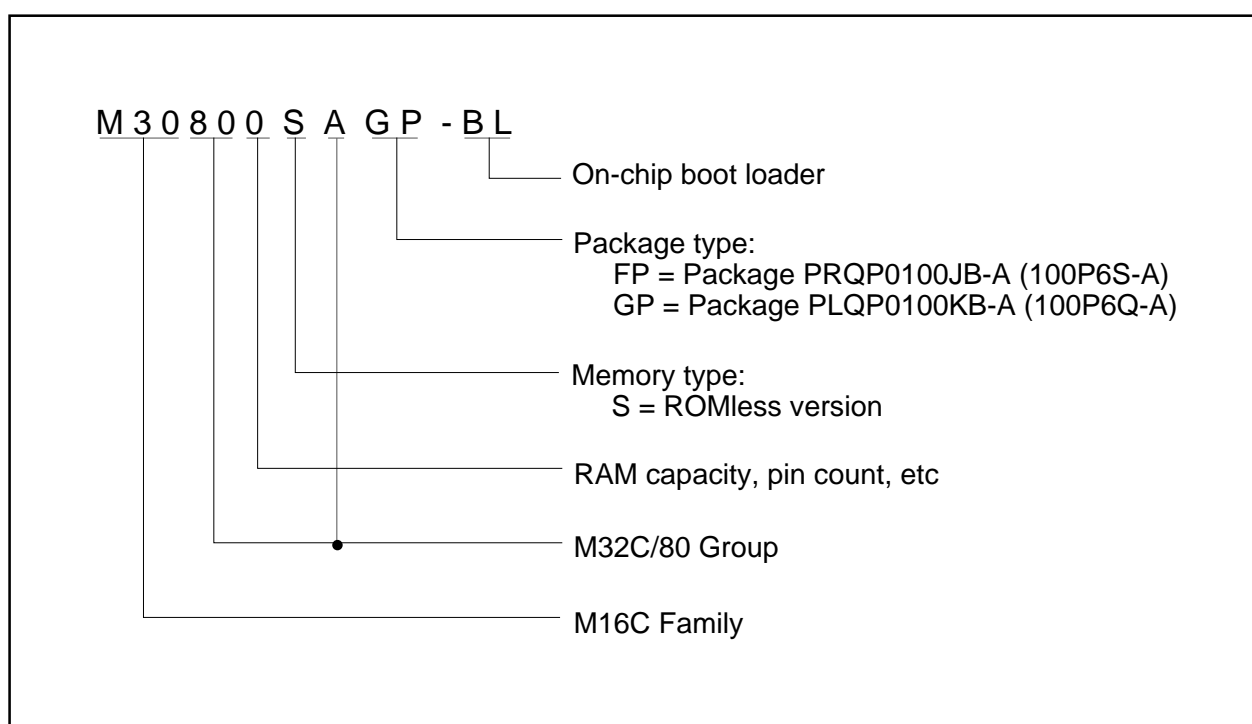 M30800SAGP-BL
On-chip boot loader
Package type:
FP = Package PRQP0100JB-A (100P6S-A)
GP = Package PLQP0100KB-A (100P6Q-A)
Memory type:
S = ROMless version
RAM capacity, pin count, etc
M32C/80 Group
M16C Family